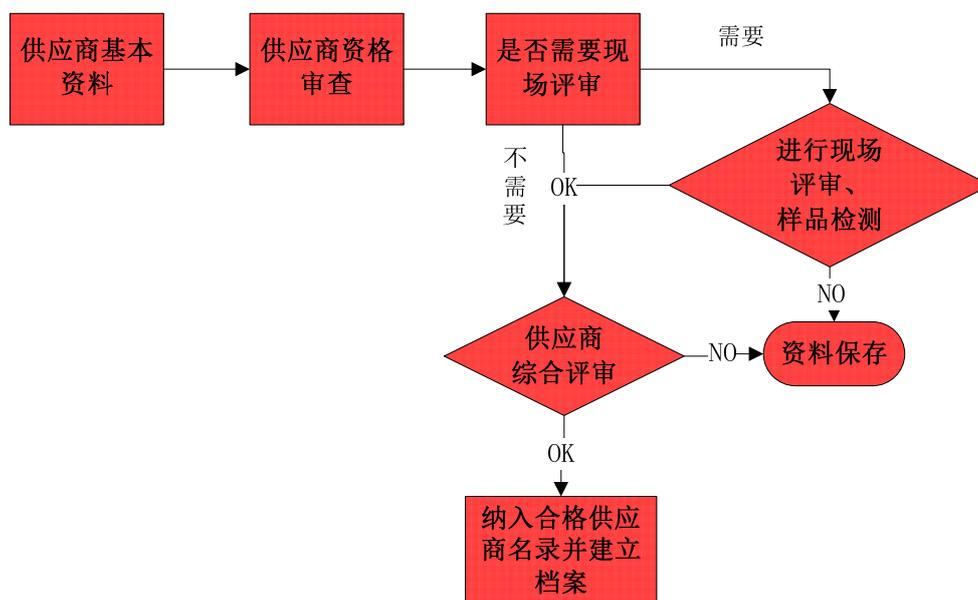 供应商基本
资料
供应商资格
审查
是否需要现
场评审
需要
不
需
要
进行现场
评审、
样品检测
OK
NO
供应商
综合评审
NO
资料保存
OK
纳入合格供应
商名录并建立
档案